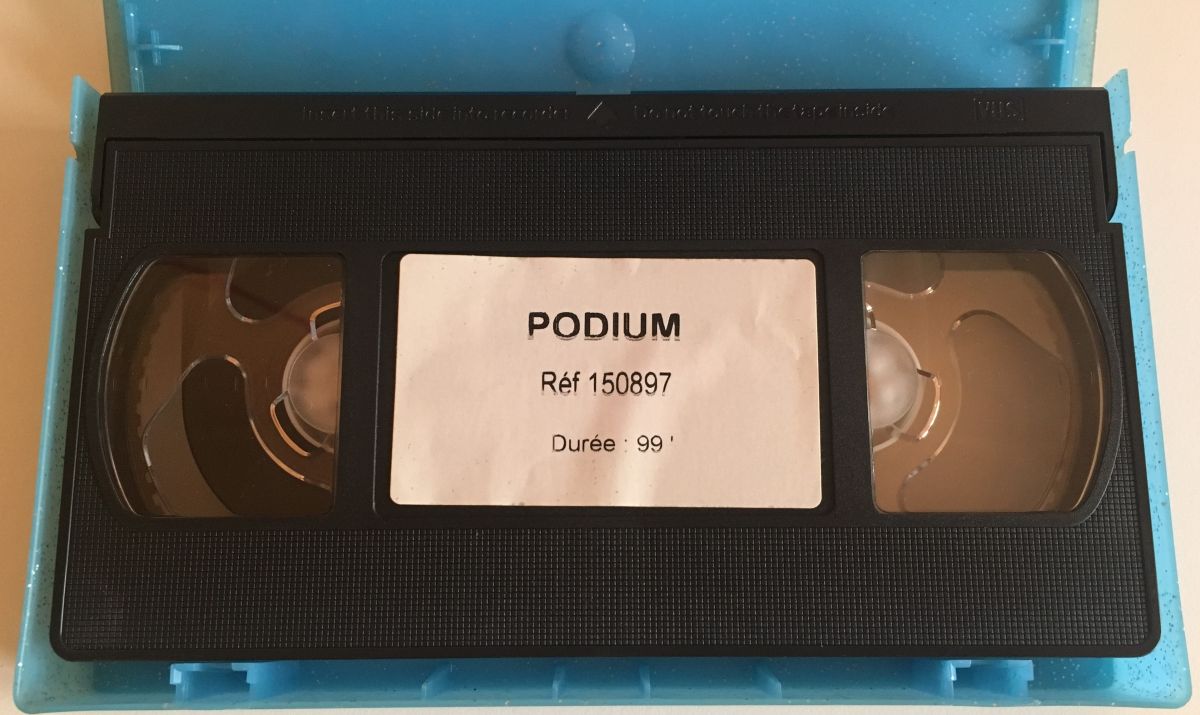 Insert this side into recorder Do not touch the tape inside VHS
PODIUM
Réf 150897
Durée : 99 '